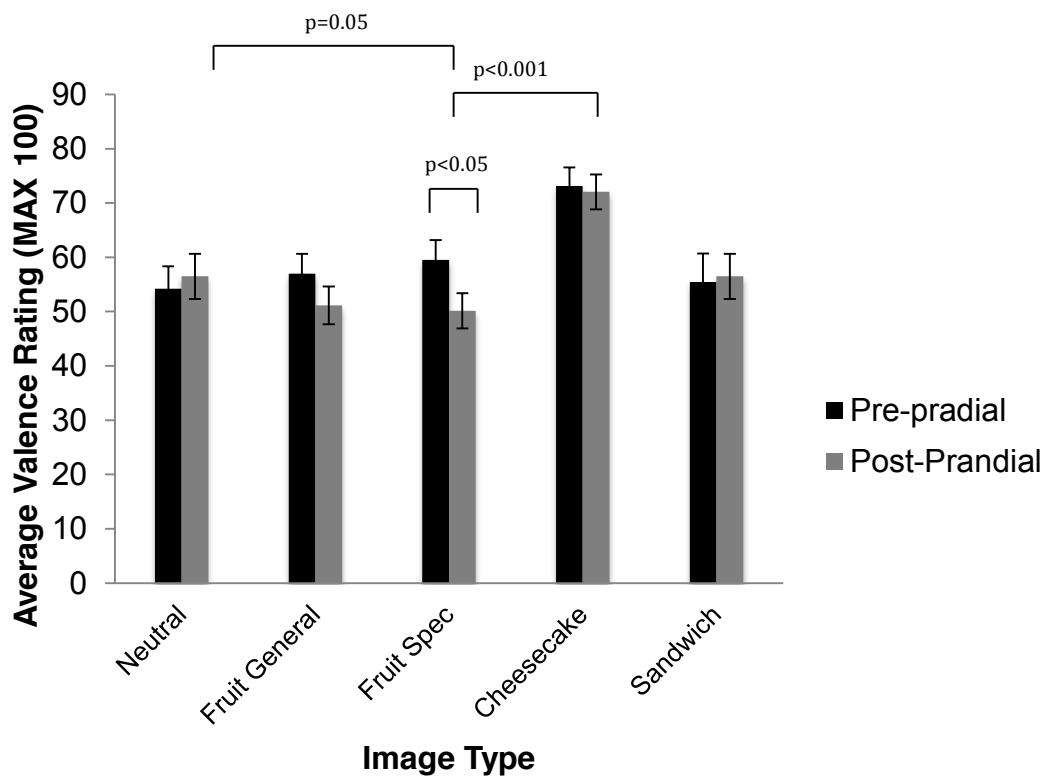 p=0.05
p<0.001
p<0.05
Average Valence Rating (MAX 100)
90
80
70
60
50
40
30
20
10
0
Neutral
Fruit General
Fruit Spec
Cheesecake
Sandwich
Image Type
Pre-pradial
Post-Prandial